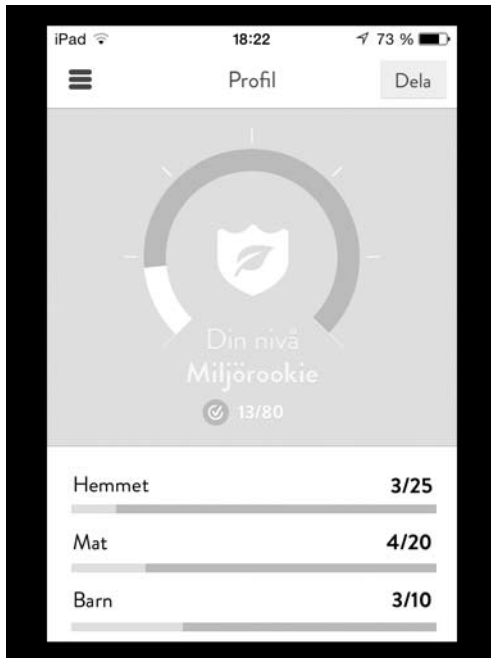 iPad 18:22 73 %
Profil Dela
Din nivå
Miljörookie
13/80
Hemmet 3/25
Mat 4/20
Barn 3/10